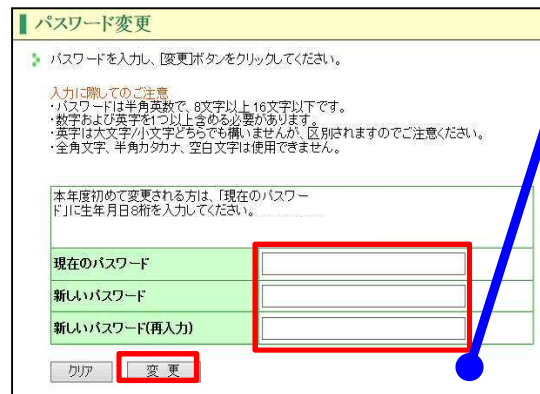 パスワード変更
パスワードを入力し、[変更]ボタンをクリックしてください。
入力に際してのご注意
・パスワードは半角英数で、8文字以上16文字以下です。
・数字および英字を1つ以上含める必要があります。
・英字は大文字/小文字どちらでも構いませんが、区別されますのでご注意ください。
・全角文字、半角カタカナ、空白文字は使用できません。
本年度初めて変更される方は、「現在のパスワー
ド」に生年月日8桁を入力してください。
現在のパスワード
新しいパスワード
新しいパスワード(再入力)
クリア
変 更